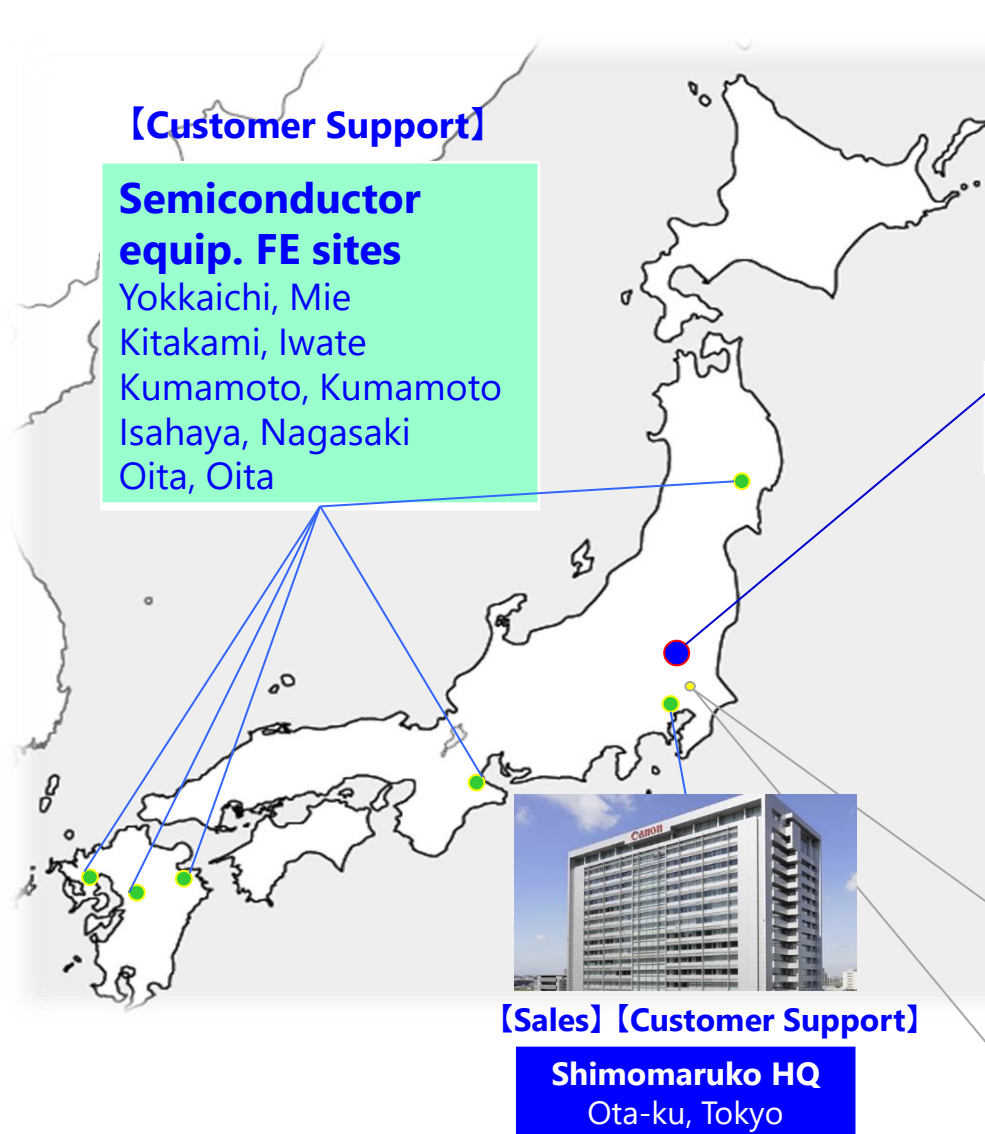 【Customer Support】
Semiconductor
equip. FE sites
Yokkaichi, Mie
Kitakami, Iwate
Kumamoto, Kumamoto
Isahaya, Nagasaki
Oita, Oita
Canon
【Sales】【Customer Support】
Shimomaruko HQ
Ota-ku, Tokyo